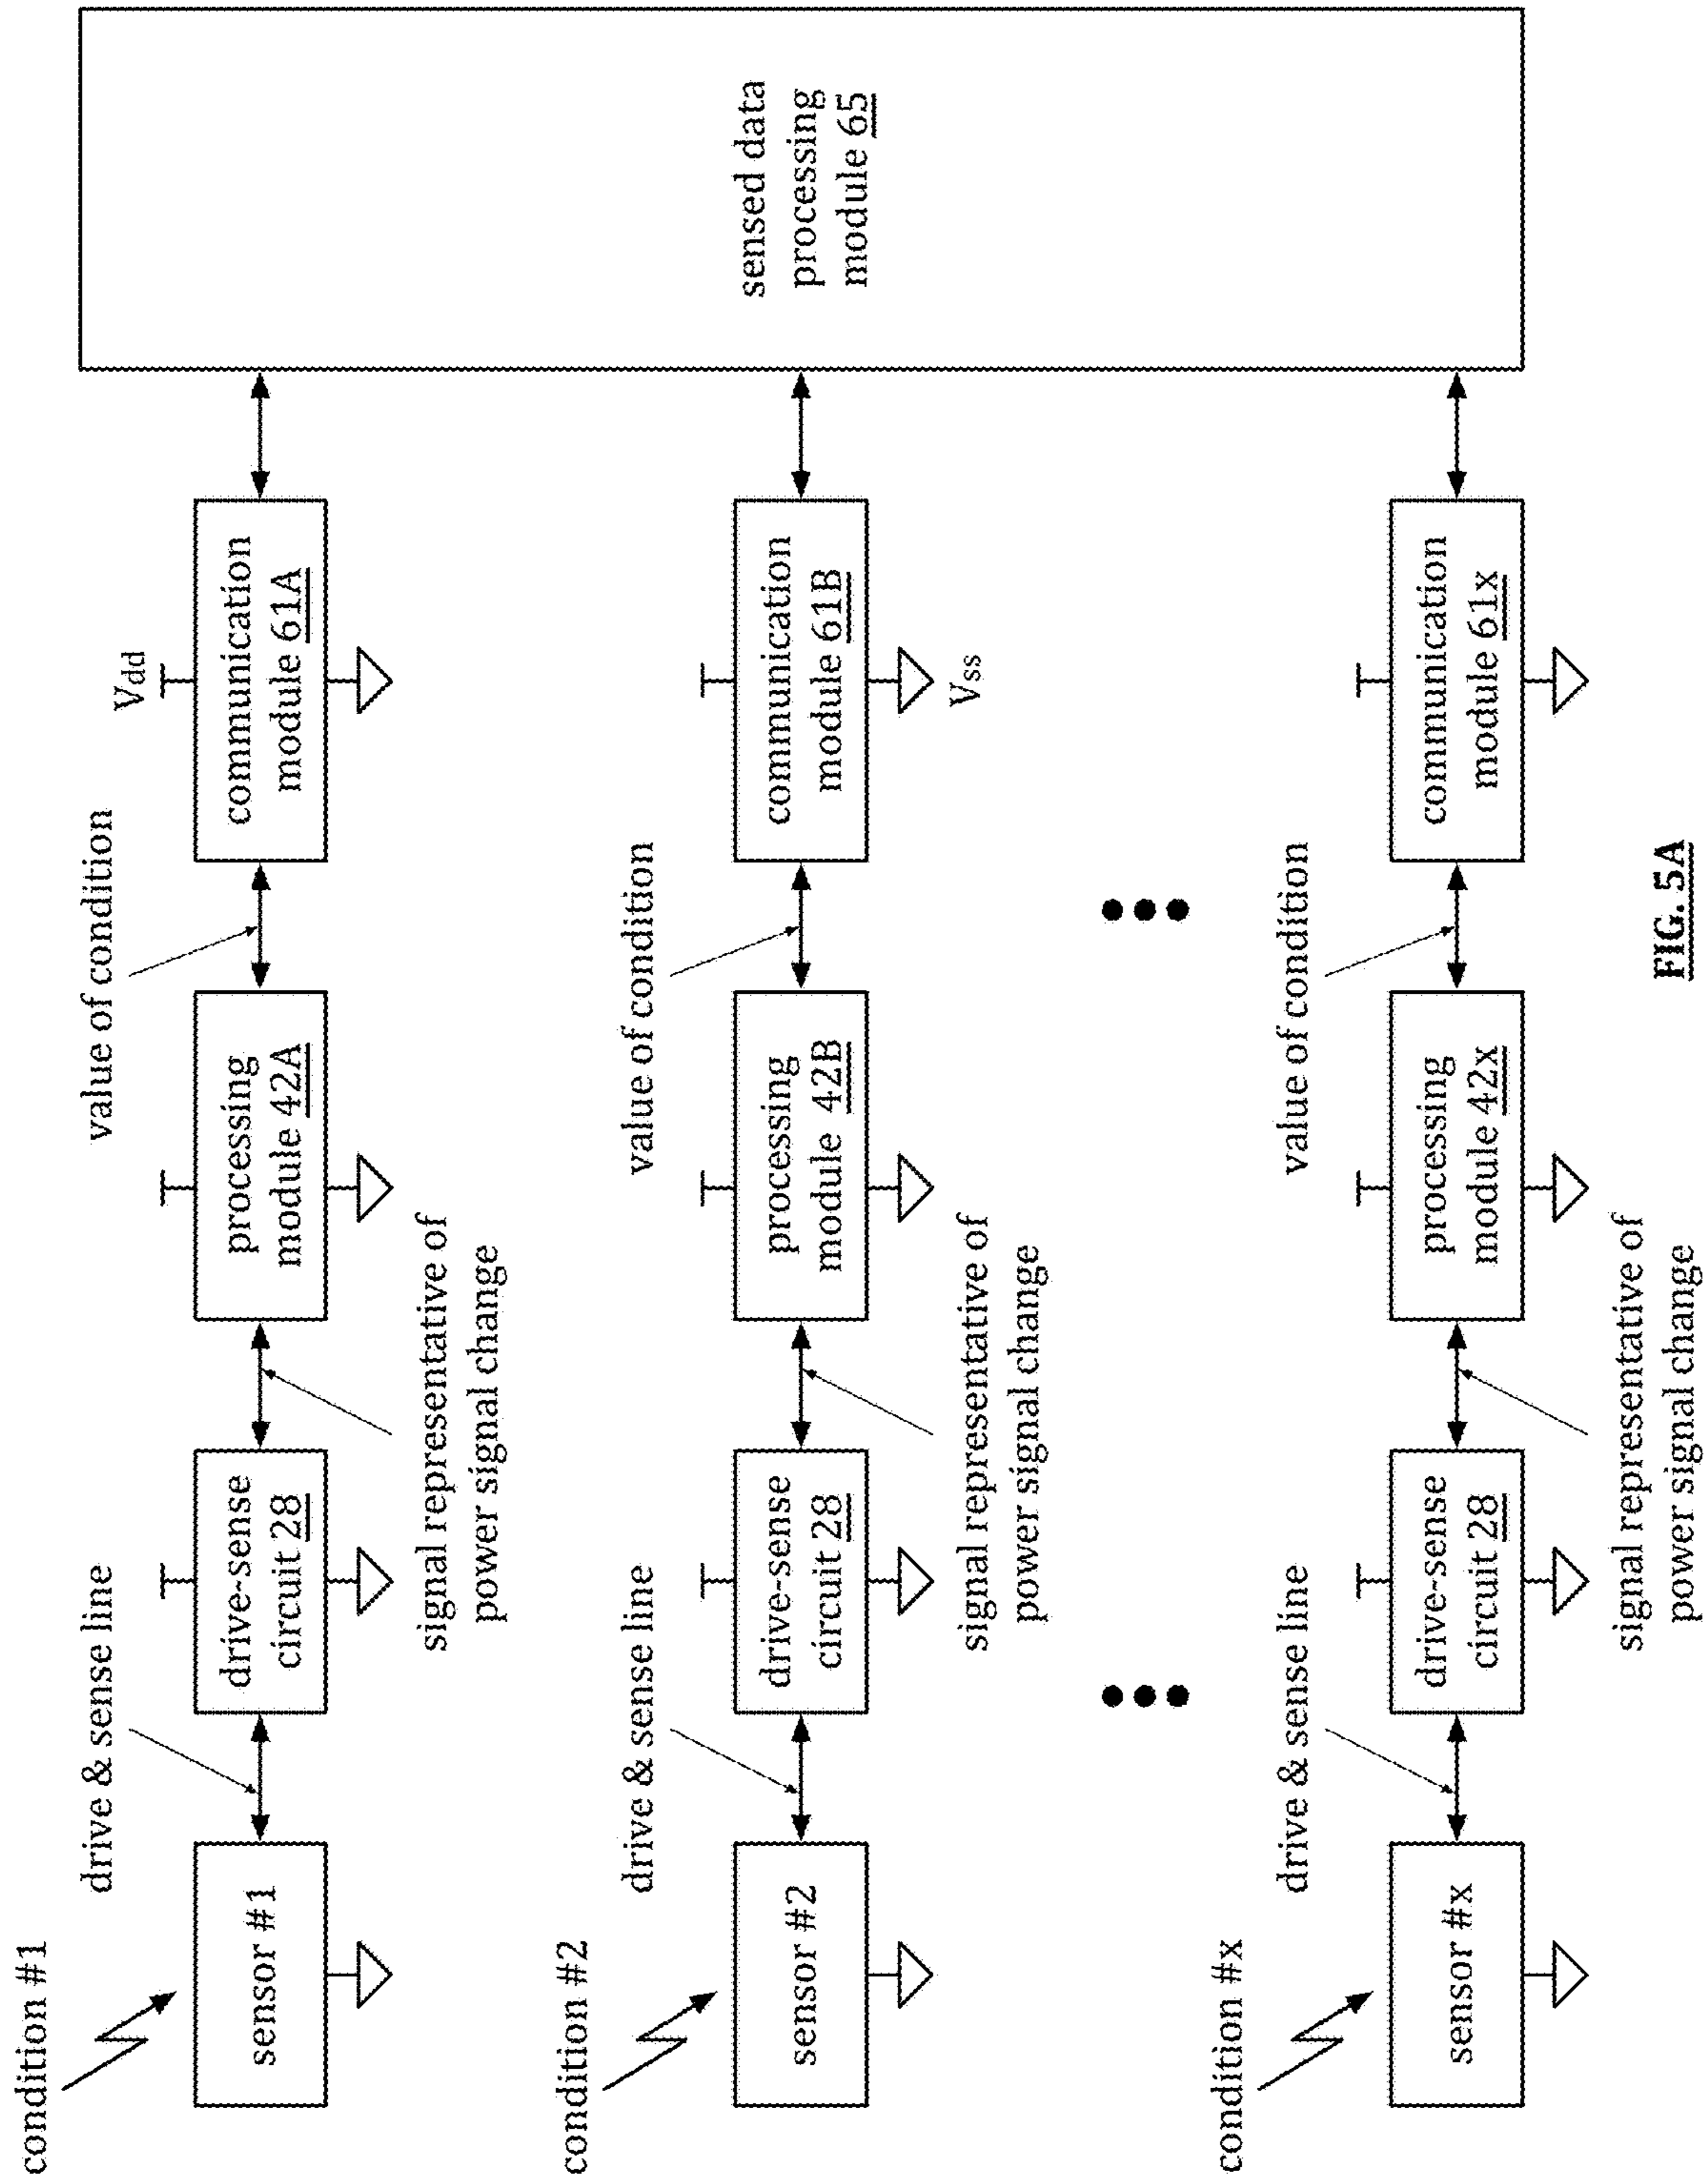 condition #1
drive & sense line
value of condition
Vdd
sensor #1
drive-sense
circuit 28
processing
module 42A
communication
module 61A
signal representative of
power signal change
sensed data
processing
module 65
condition #2
drive & sense line
value of condition
sensor #2
drive-sense
circuit 28
processing
module 42B
communication
module 61B
Vss
signal representative of
power signal change
condition #x
drive & sense line
value of condition
sensor #x
drive-sense
circuit 28
processing
module 42x
communication
module 61x
signal representative of
power signal change
FIG. 5A